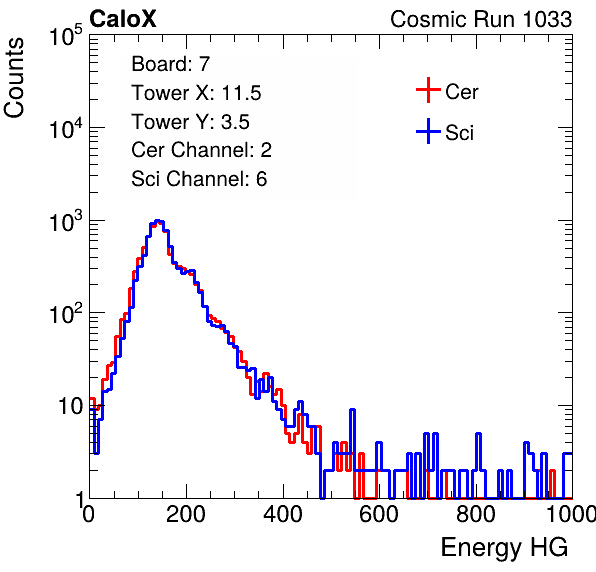 CaloX Cosmic Run 1033
Counts
Board: 7
Tower X: 11.5
Tower Y: 3.5
Cer Channel: 2
Sci Channel: 6
Cer
Sci
10^5
10^4
10^3
10^2
10
1
0 200 400 600 800 1000
Energy HG